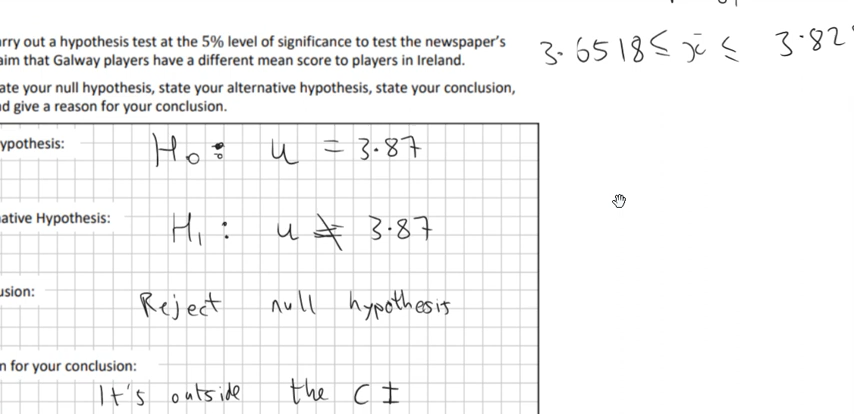 rry out a hypothesis test at the 5% level of significance to test the newspaper's
aim that Galway players have a different mean score to players in Ireland.
3.6518 ≤ x̄ ≤ 3.82
ate your null hypothesis, state your alternative hypothesis, state your conclusion,
d give a reason for your conclusion.
ypothesis: H₀: u = 3.87
ative Hypothesis: H₁: u ≠ 3.87
usion: Reject null hypothesis
n for your conclusion:
It's outside the CI